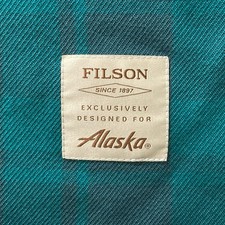 FILSON
SINCE 1897
EXCLUSIVELY
DESIGNED FOR
Alaska®